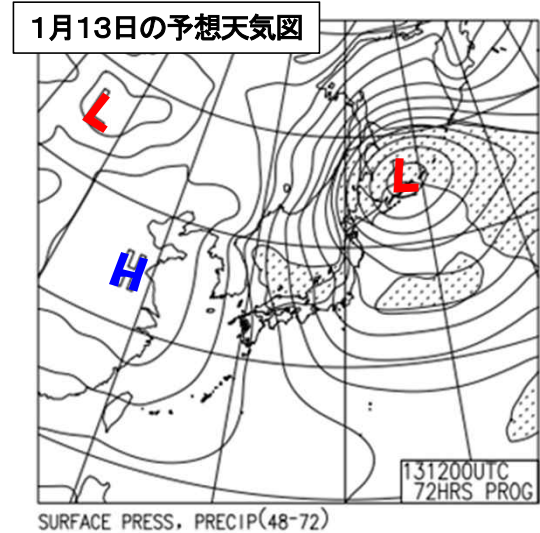 1月13日の予想天気図
L
L
H
131200UTC
72HRS PROG
SURFACE PRESS, PRECIP(48-72)